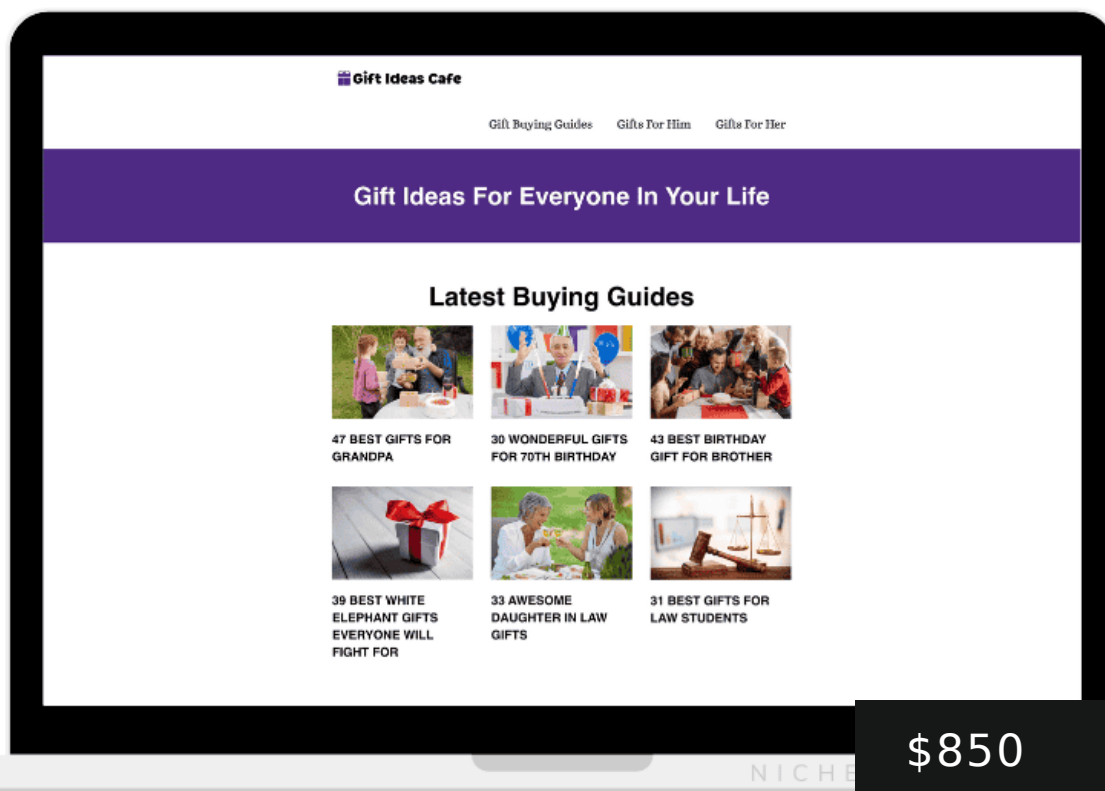 Gift Ideas Cafe
Gift Buying Guides Gifts For Him Gifts For Her
Gift Ideas For Everyone In Your Life
Latest Buying Guides
47 BEST GIFTS FOR
GRANDPA
30 WONDERFUL GIFTS
FOR 70TH BIRTHDAY
43 BEST BIRTHDAY
GIFT FOR BROTHER
39 BEST WHITE
ELEPHANT GIFTS
EVERYONE WILL
FIGHT FOR
33 AWESOME
DAUGHTER IN LAW
GIFTS
31 BEST GIFTS FOR
LAW STUDENTS
NICHE
$850